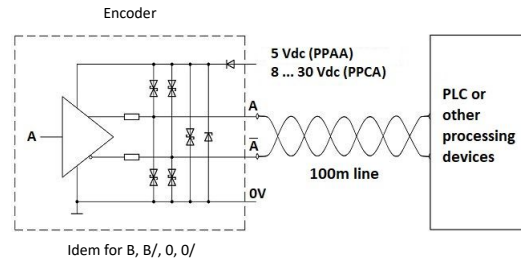 Encoder
5 Vdc (PPAA)
8 ... 30 Vdc (PPCA)
A
A
A
0V
100m line
PLC or
other
processing
devices
Idem for B, B/, 0, 0/